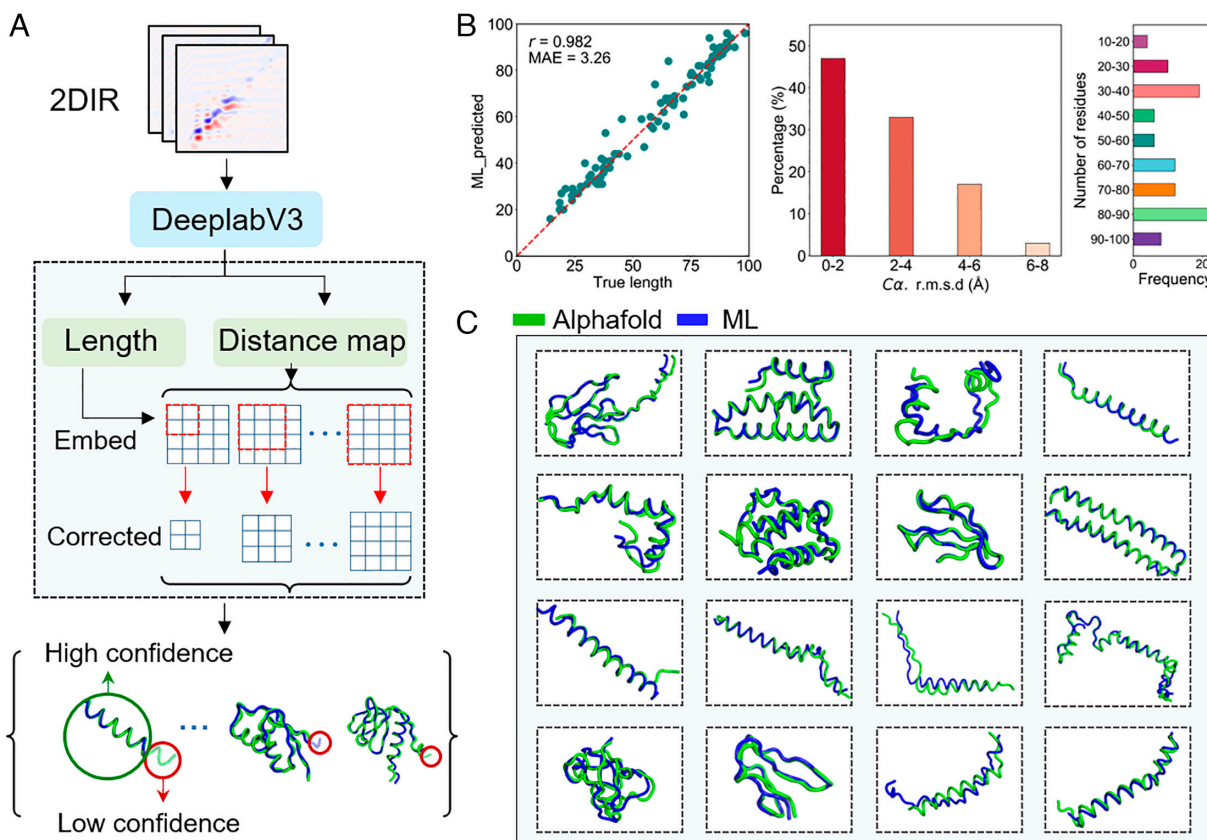 A
2DIR
DeeplabV3
Length
Distance map
Embed
Corrected
High confidence
Low confidence
B
r = 0.982
MAE = 3.26
ML_predicted
100
80
60
40
20
0
0 25 50 75 100
True length
Percentage (%)
50
40
30
20
10
0
0-2 2-4 4-6 6-8
Cα. r.m.s.d (Å)
Number of residues
10-20
20-30
30-40
40-50
50-60
60-70
70-80
80-90
90-100
0 20
Frequency
C
Alphafold ML